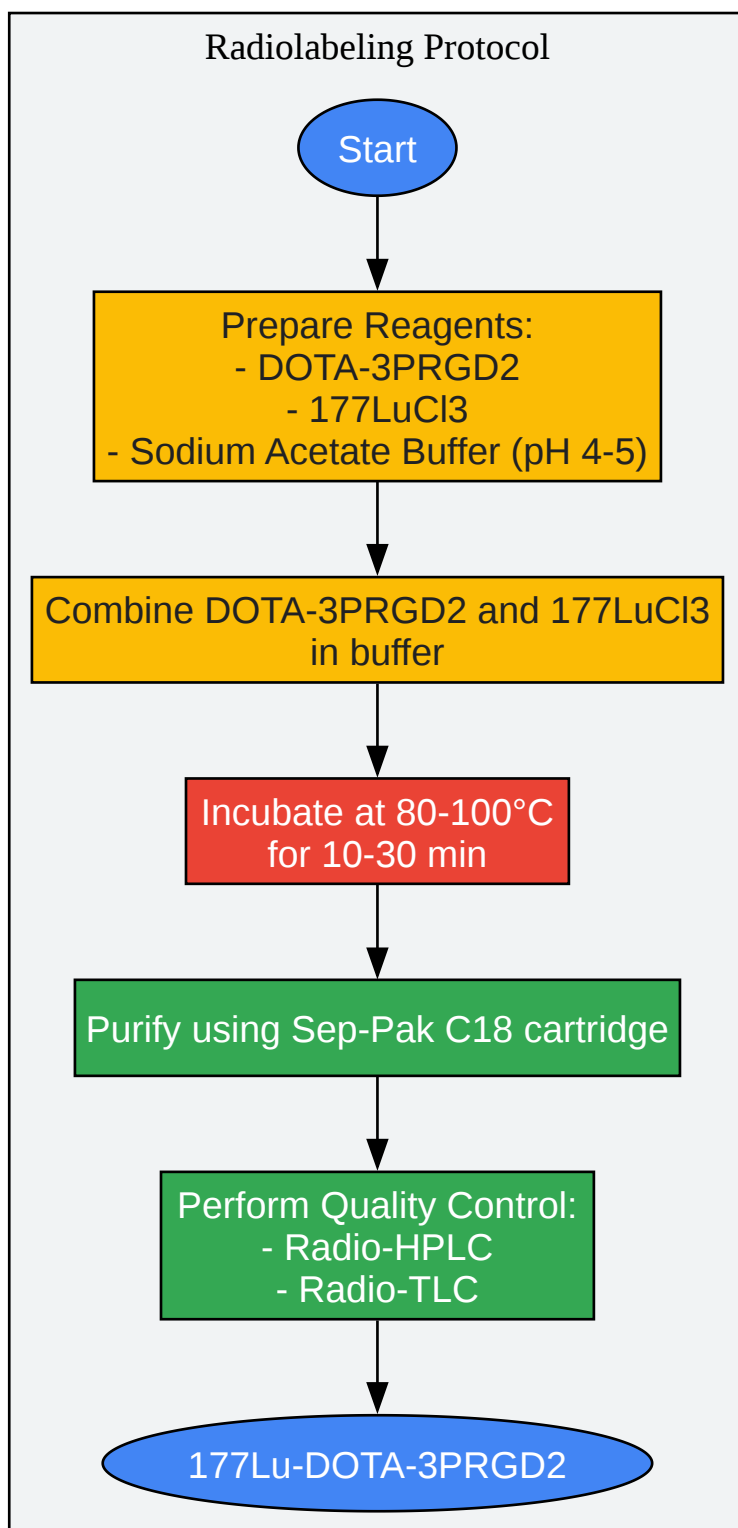 Radiolabeling Protocol
Start
Prepare Reagents:
- DOTA-3PRGD2
- 177LuCl3
- Sodium Acetate Buffer (pH 4-5)
Combine DOTA-3PRGD2 and 177LuCl3
in buffer
Incubate at 80-100°C
for 10-30 min
Purify using Sep-Pak C18 cartridge
Perform Quality Control:
- Radio-HPLC
- Radio-TLC
177Lu-DOTA-3PRGD2